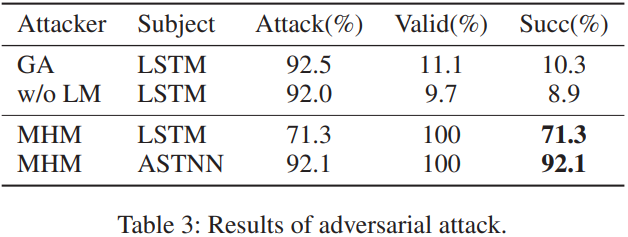 Attacker Subject Attack(%) Valid(%) Succ(%)
GA LSTM 92.5 11.1 10.3
w/o LM LSTM 92.0 9.7 8.9
MHM LSTM 71.3 100 71.3
MHM ASTNN 92.1 100 92.1
Table 3: Results of adversarial attack.